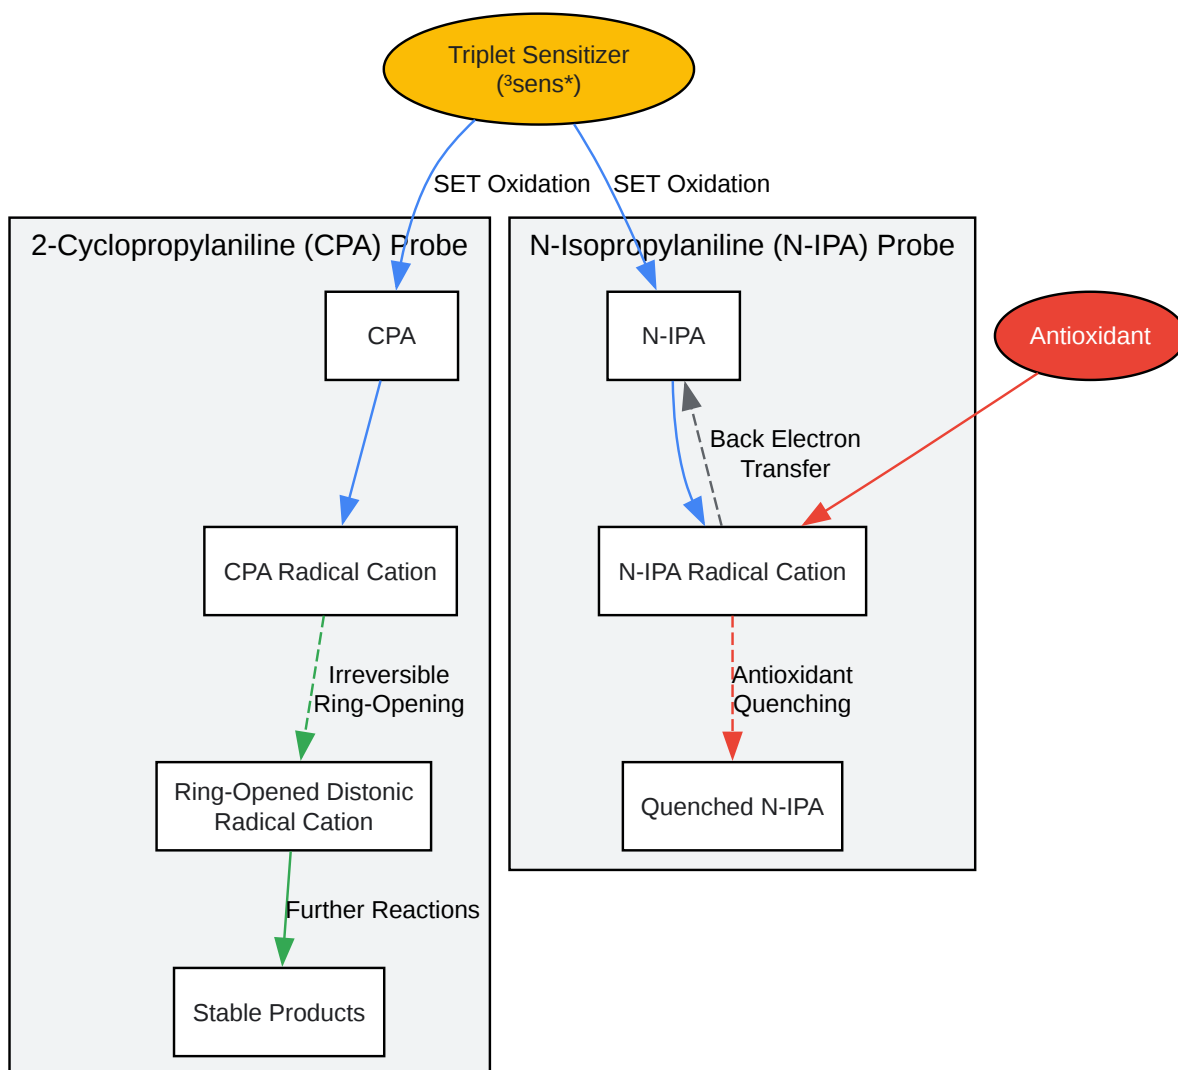 Triplet Sensitizer
(³sens*)
SET Oxidation
SET Oxidation
2-Cyclopropylaniline (CPA) Probe
N-Isopropylaniline (N-IPA) Probe
CPA
N-IPA
Antioxidant
Back Electron
Transfer
CPA Radical Cation
N-IPA Radical Cation
Irreversible
Ring-Opening
Antioxidant
Quenching
Ring-Opened Distonic
Radical Cation
Quenched N-IPA
Further Reactions
Stable Products